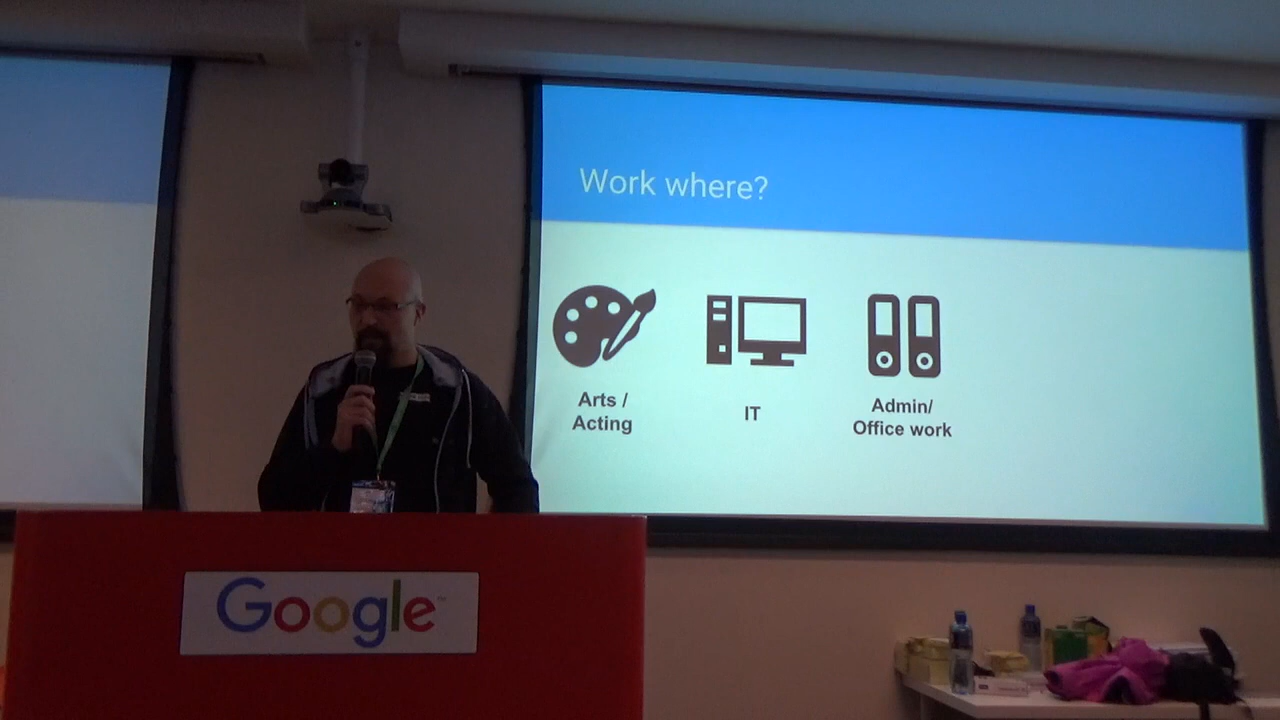 Work where?
Arts /
Acting
IT
Admin/
Office work
Google